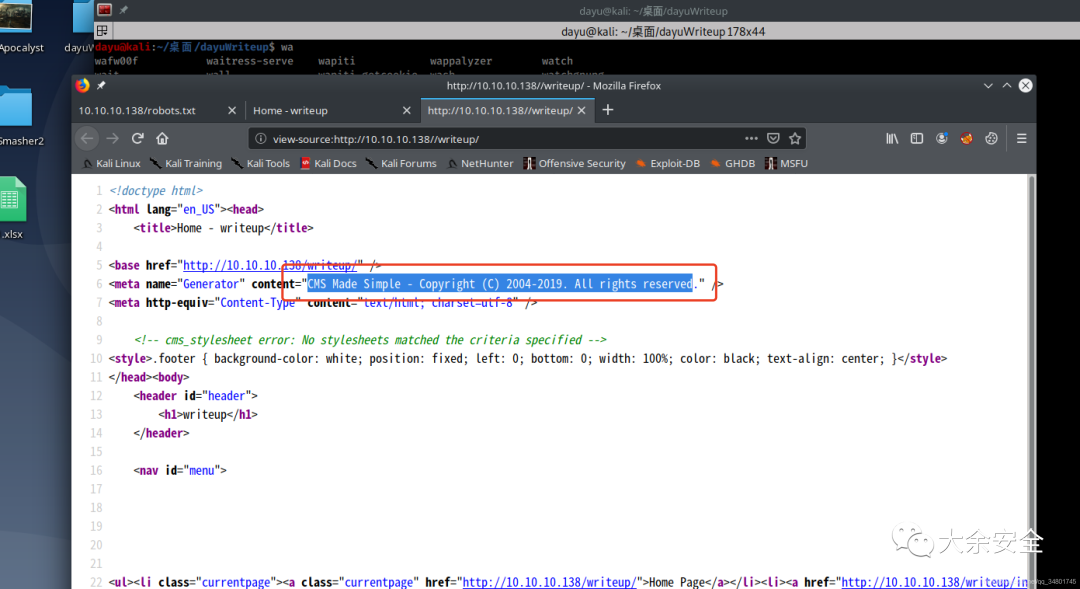 dayu@kali: ~/桌面/dayuWriteup
dayu@kali: ~/桌面/dayuWriteup 178x44
Apocalyst
dayuW
dayu@kali:~/桌面/dayuWriteup$ wa
wafw00f waitress-serve wapiti wappalyzer watch
http://10.10.10.138//writeup/ - Mozilla Firefox
10.10.10.138/robots.txt
Home - writeup
http://10.10.10.138//writeup/
Smasher2
view-source:http://10.10.10.138//writeup/
Kali Linux Kali Training Kali Tools Kali Docs Kali Forums NetHunter Offensive Security Exploit-DB GHDB MSFU
.xlsx
1 <!doctype html>
2 <html lang="en_US"><head>
3 <title>Home - writeup</title>
4
5 <base href="http://10.10.10.138/writeup/" />
6 <meta name="Generator" content="CMS Made Simple - Copyright (C) 2004-2019. All rights reserved." />
7 <meta http-equiv="Content-Type" content="text/html; charset=utf-8" />
8
9 <!-- cms_stylesheet error: No stylesheets matched the criteria specified -->
10 <style>.footer { background-color: white; position: fixed; left: 0; bottom: 0; width: 100%; color: black; text-align: center; }</style>
11 </head><body>
12 <header id="header">
13 <h1>writeup</h1>
14 </header>
15
16 <nav id="menu">
17
18
19
20
21
22 <ul><li class="currentpage"><a class="currentpage" href="http://10.10.10.138/writeup/">Home Page</a></li><li><a href="http://10.10.10.138/writeup/in
大余安全